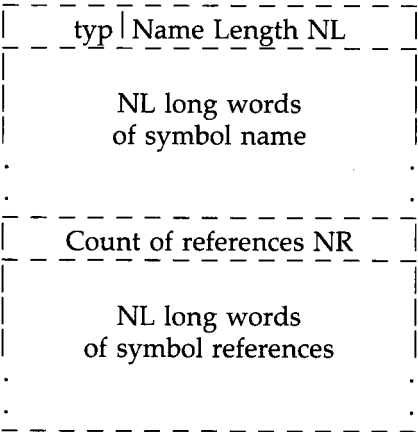 typ | Name Length NL
NL long words
of symbol name
Count of references NR
NL long words
of symbol references